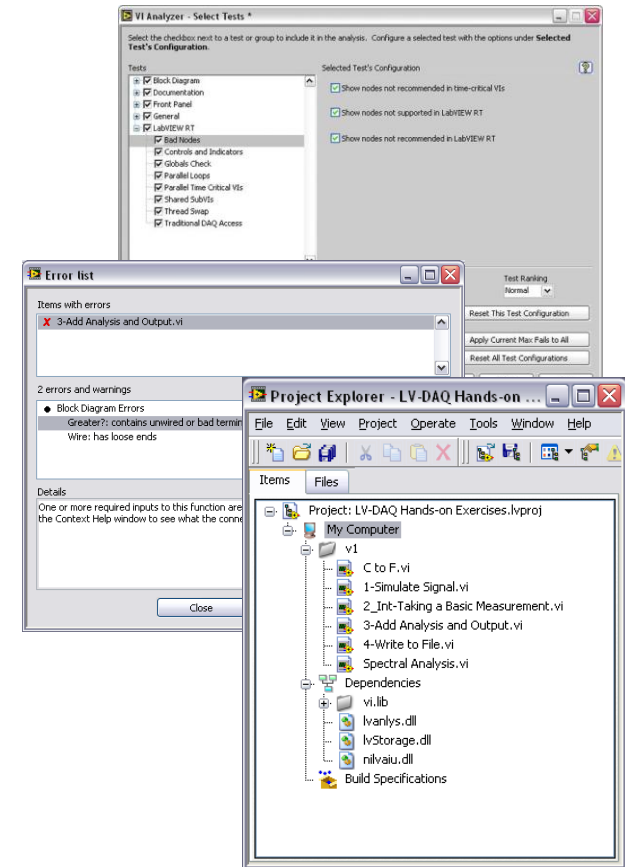 VI Analyzer - Select Tests *
Select the checkbox next to a test or group to include it in the analysis. Configure a selected test with the options under Selected
Test's Configuration.
Tests
Block Diagram
Documentation
Front Panel
General
LabVIEW RT
Bad Nodes
Controls and Indicators
Globals Check
Parallel Loops
Parallel Time Critical VIs
Shared SubVIs
Thread Swap
Traditional DAQ Access
Selected Test's Configuration
?
Show nodes not recommended in time-critical VIs
Show nodes not supported in LabVIEW RT
Show nodes not recommended in LabVIEW RT
Test Ranking
Normal
Reset This Test Configuration
Apply Current Max Fails to All
Reset All Test Configurations
Error list
Items with errors
X 3-Add Analysis and Output.vi
2 errors and warnings
Block Diagram Errors
Greater?: contains unwired or bad termin
Wire: has loose ends
Details
One or more required inputs to this function are
the Context Help window to see what the conne
Close
Project Explorer - LV-DAQ Hands-on ...
File Edit View Project Operate Tools Window Help
Items Files
Project: LV-DAQ Hands-on Exercises.lvproj
My Computer
v1
C to F.vi
1-Simulate Signal.vi
2_Int-Taking a Basic Measurement.vi
3-Add Analysis and Output.vi
4-Write to File.vi
Spectral Analysis.vi
Dependencies
vi.lib
lvanlys.dll
lvStorage.dll
nilvaiu.dll
Build Specifications